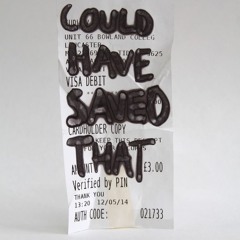 COULD
UNIT 66 BOWLAND COLLEG
HAVE
VISA DEBIT
SAVED
CARDHOLDER COPY
THAT
AMOUNT £3.00
Verified by PIN
THANK YOU
13:20 12/05/14
AUTH CODE: 021733